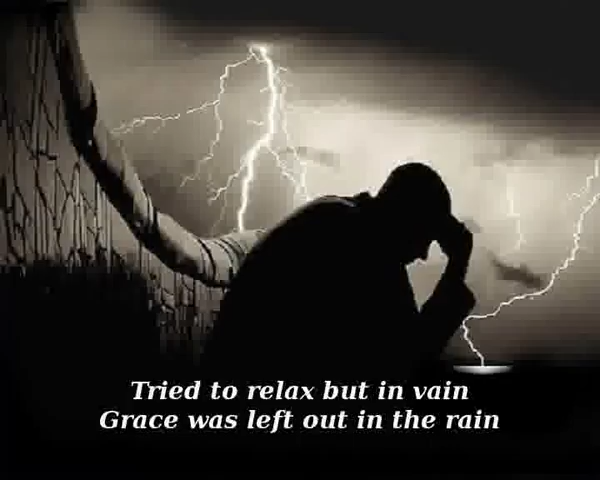 Tried to relax but in vain
Grace was left out in the rain